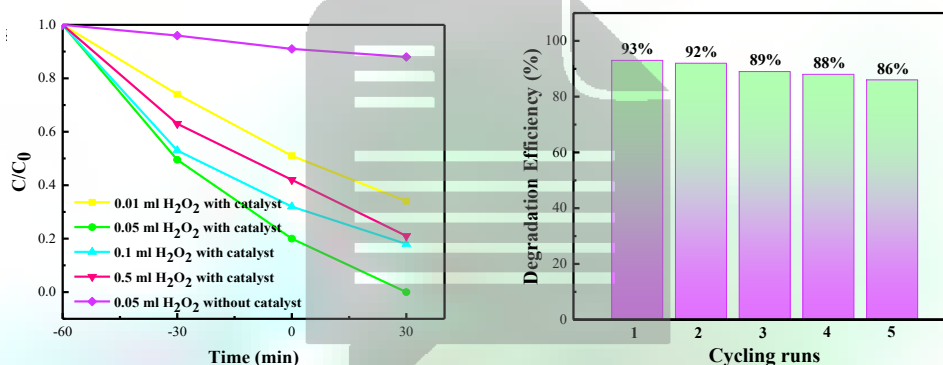 C/C0
1.0
0.8
0.6
0.4
0.2
0.0
0.01 ml H2O2 with catalyst
0.05 ml H2O2 with catalyst
0.1 ml H2O2 with catalyst
0.5 ml H2O2 with catalyst
0.05 ml H2O2 without catalyst
-60 -30 0 30
Time (min)
Degradation Efficiency (%)
100
80
60
40
20
0
93% 92% 89% 88% 86%
1 2 3 4 5
Cycling runs